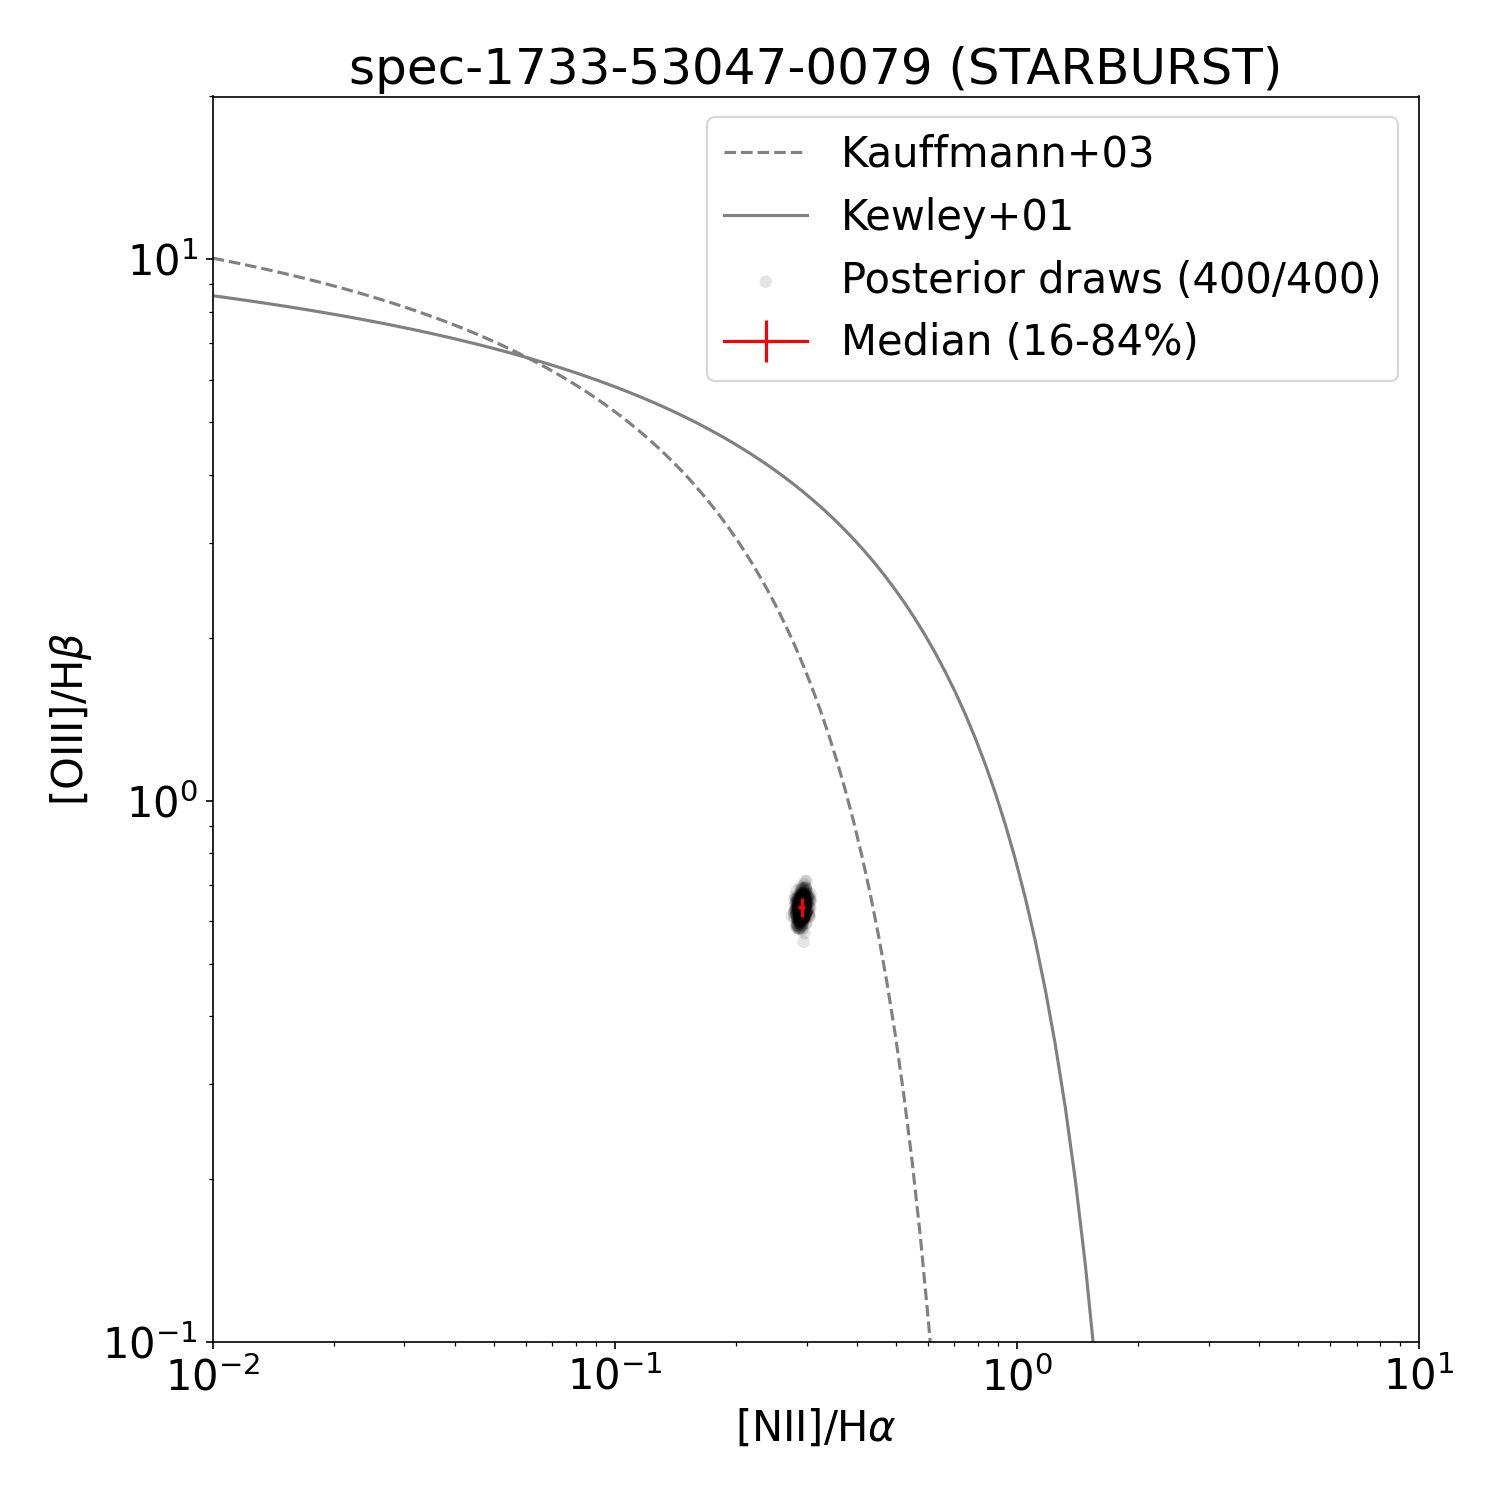 spec-1733-53047-0079 (STARBURST)
Kauffmann+03
Kewley+01
Posterior draws (400/400)
Median (16-84%)
[OIII]/Hβ
10¹
10⁰
10⁻¹
10⁻²
10⁻¹
10⁰
10¹
[NII]/Hα